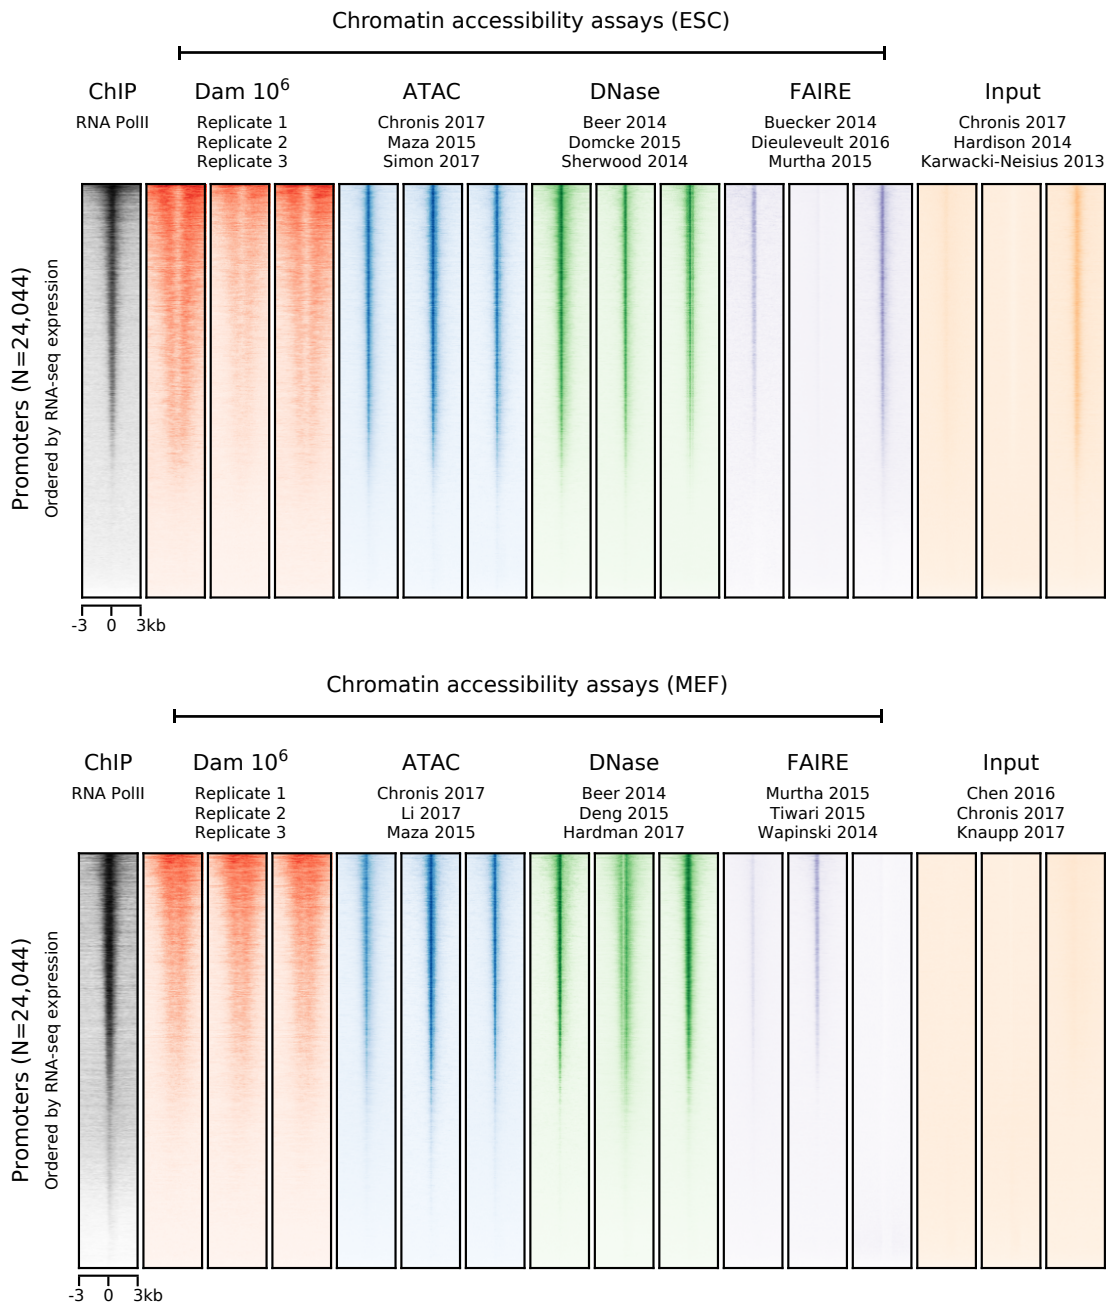 Chromatin accessibility assays (ESC)
ChIP
RNA PolII
Dam 10⁶
Replicate 1
Replicate 2
Replicate 3
ATAC
Chronis 2017
Maza 2015
Simon 2017
DNase
Beer 2014
Domcke 2015
Sherwood 2014
FAIRE
Buecker 2014
Dieuleveult 2016
Murtha 2015
Input
Chronis 2017
Hardison 2014
Karwacki-Neisius 2013
Promoters (N=24,044)
Ordered by RNA-seq expression
-3 0 3kb
Chromatin accessibility assays (MEF)
ChIP
RNA PolII
Dam 10⁶
Replicate 1
Replicate 2
Replicate 3
ATAC
Chronis 2017
Li 2017
Maza 2015
DNase
Beer 2014
Deng 2015
Hardman 2017
FAIRE
Murtha 2015
Tiwari 2015
Wapinski 2014
Input
Chen 2016
Chronis 2017
Knaupp 2017
Promoters (N=24,044)
Ordered by RNA-seq expression
-3 0 3kb